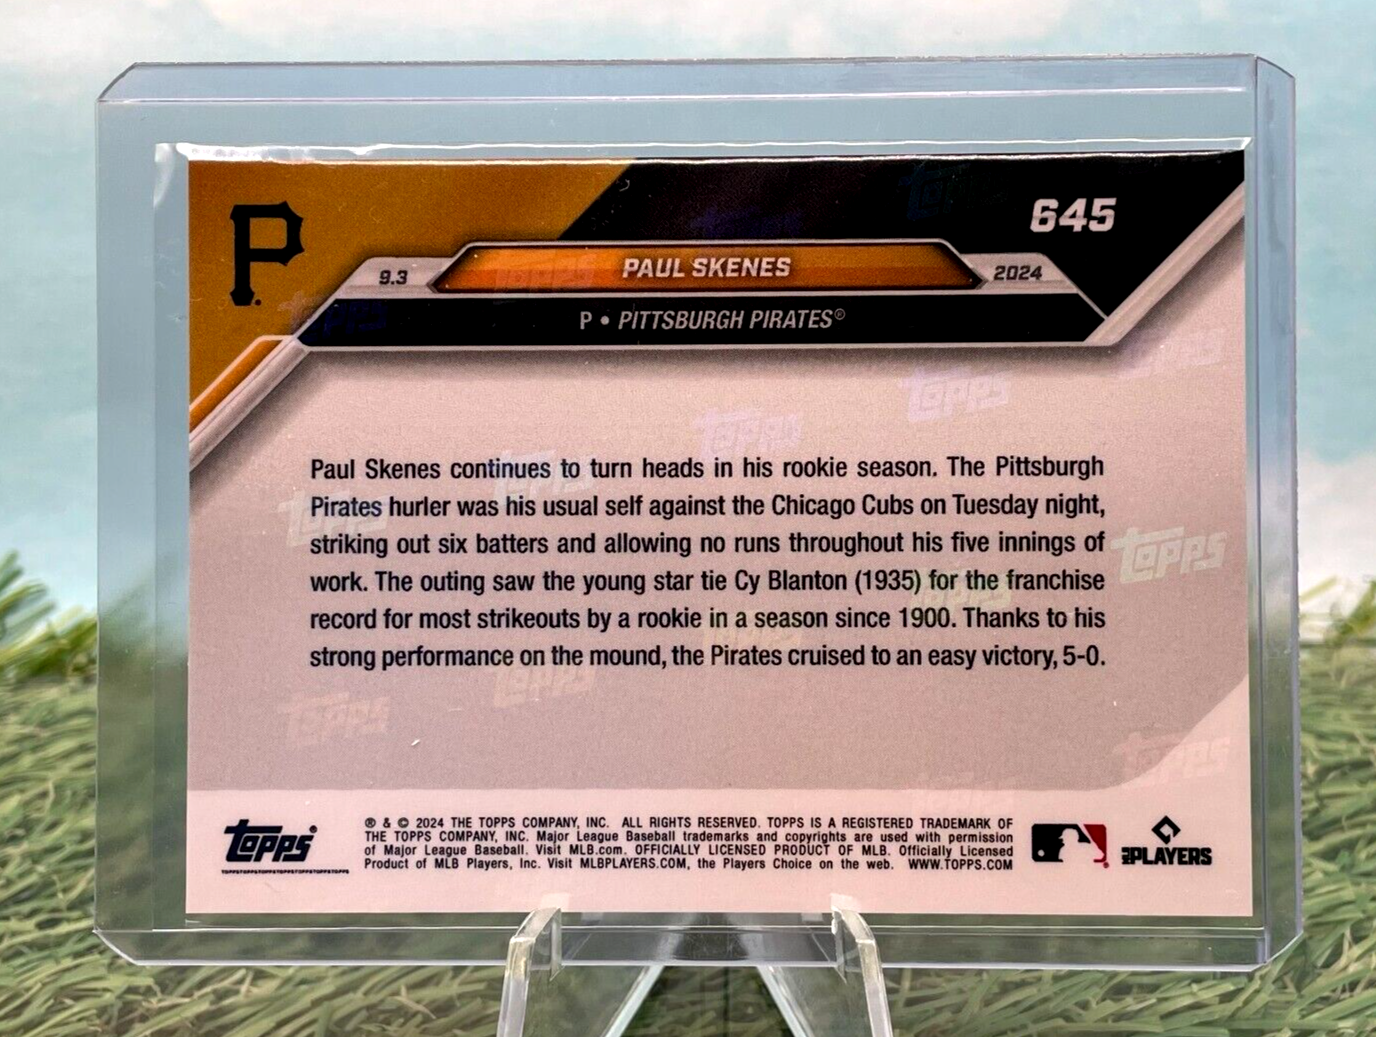 P
645
9.3
PAUL SKENES
2024
P • PITTSBURGH PIRATES®
Paul Skenes continues to turn heads in his rookie season. The Pittsburgh
Pirates hurler was his usual self against the Chicago Cubs on Tuesday night,
striking out six batters and allowing no runs throughout his five innings of
work. The outing saw the young star tie Cy Blanton (1935) for the franchise
record for most strikeouts by a rookie in a season since 1900. Thanks to his
strong performance on the mound, the Pirates cruised to an easy victory, 5-0.
topps
® & © 2024 THE TOPPS COMPANY, INC. ALL RIGHTS RESERVED. TOPPS IS A REGISTERED TRADEMARK OF
THE TOPPS COMPANY, INC. Major League Baseball trademarks and copyrights are used with permission
of Major League Baseball. Visit MLB.com. OFFICIALLY LICENSED PRODUCT OF MLB. Officially Licensed
Product of MLB Players, Inc. Visit MLBPLAYERS.COM, the Players Choice on the web. WWW.TOPPS.COM
PLAYERS